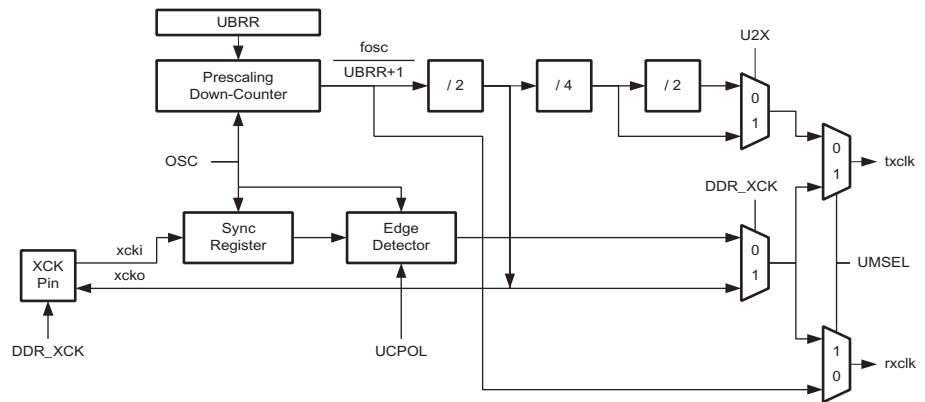 UBRR
fosc
UBRR+1
U2X
Prescaling
Down-Counter
/ 2
/ 4
/ 2
0
1
OSC
0
1
txclk
DDR_XCK
Sync
Register
Edge
Detector
xcki
0
1
XCK
Pin
xcko
UMSEL
DDR_XCK
UCPOL
1
0
rxclk